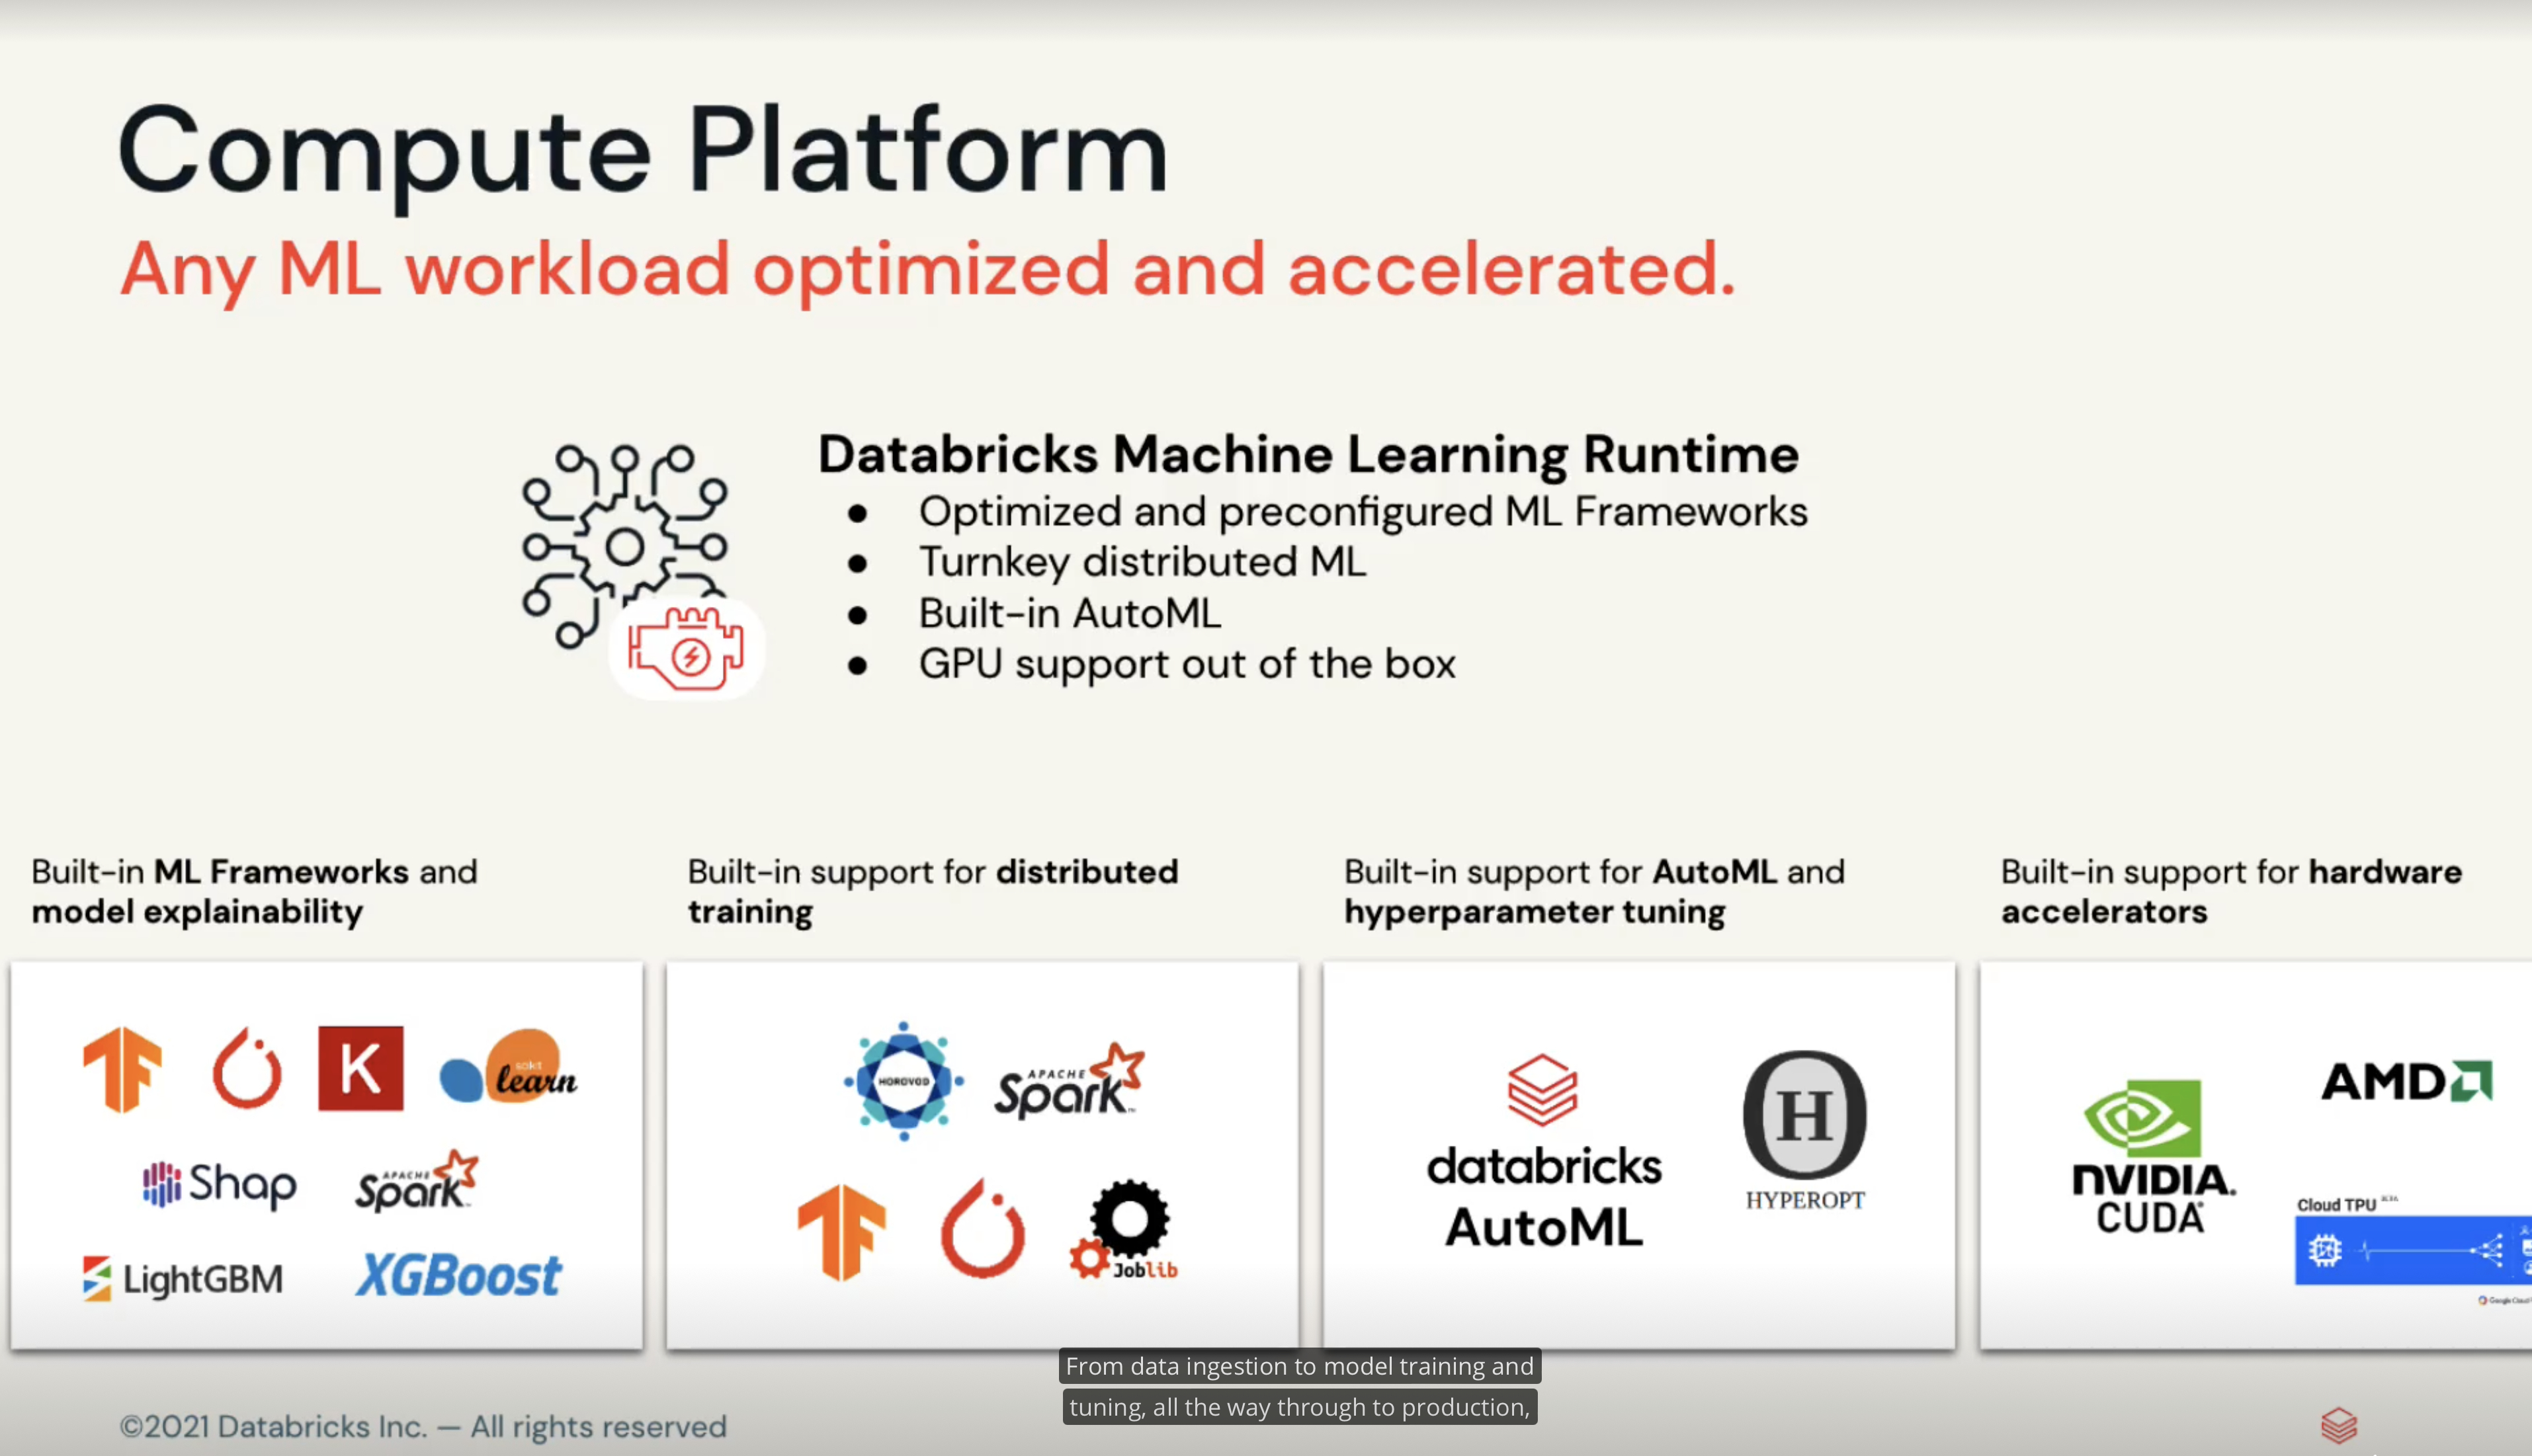 Compute Platform
Any ML workload optimized and accelerated.
Databricks Machine Learning Runtime
● Optimized and preconfigured ML Frameworks
● Turnkey distributed ML
● Built-in AutoML
● GPU support out of the box
Built-in ML Frameworks and
model explainability
K
scikt
learn
Shap
APACHE
Spark
LightGBM
XGBoost
Built-in support for distributed
training
HOROVOD
APACHE
Spark
Joblib
Built-in support for AutoML and
hyperparameter tuning
databricks
AutoML
H
HYPEROPT
Built-in support for hardware
accelerators
NVIDIA.
CUDA
AMD
Cloud TPU BETA
Google Cloud
From data ingestion to model training and
tuning, all the way through to production,
©2021 Databricks Inc. — All rights reserved